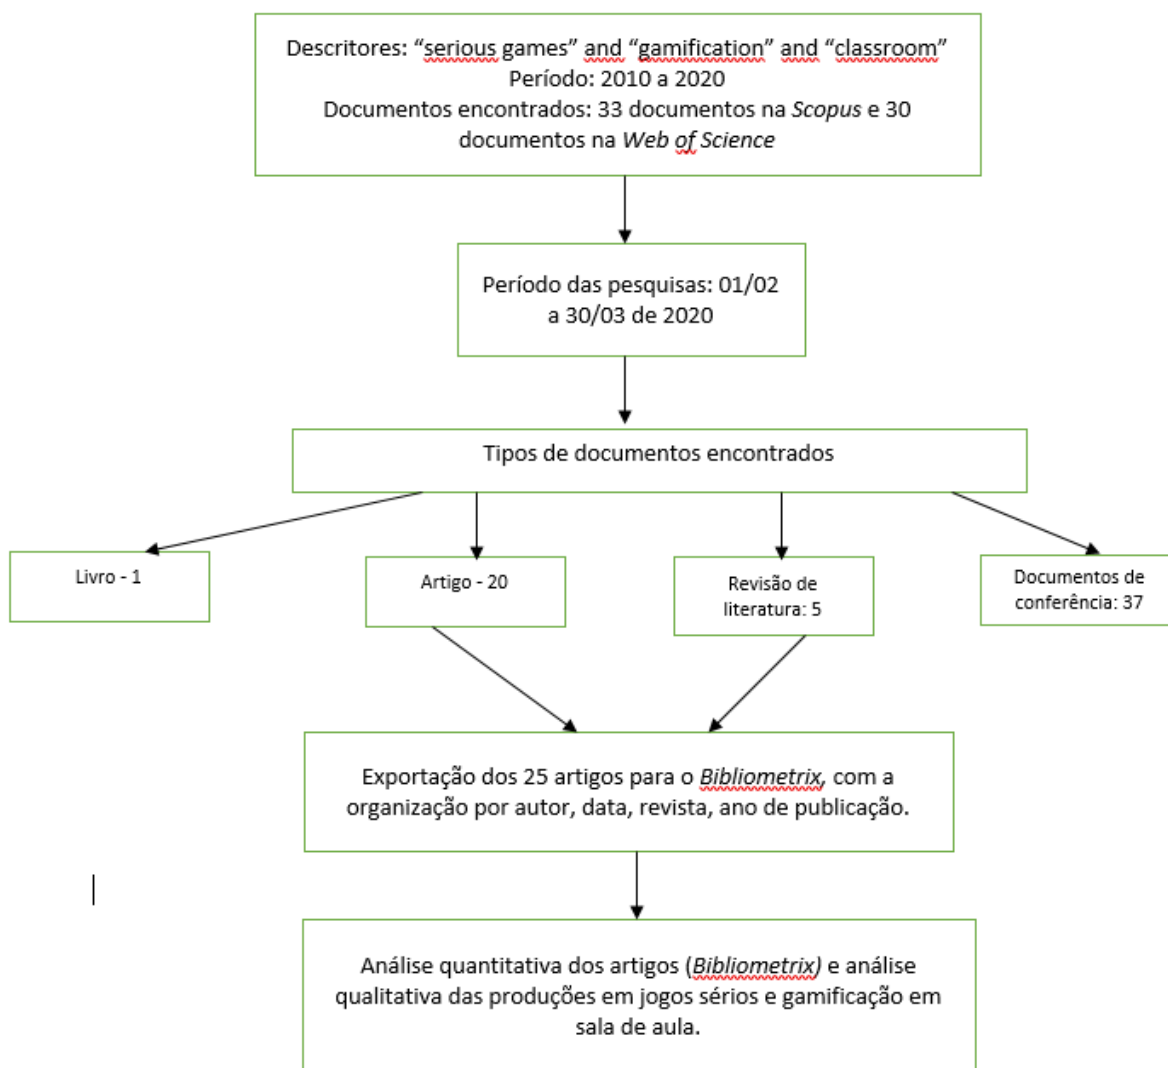 Descritores: “serious games” and “gamification” and “classroom”
Período: 2010 a 2020
Documentos encontrados: 33 documentos na Scopus e 30
documentos na Web of Science
Período das pesquisas: 01/02
a 30/03 de 2020
Tipos de documentos encontrados
Livro - 1
Artigo - 20
Revisão de
literatura: 5
Documentos de
conferência: 37
Exportação dos 25 artigos para o Bibliometrix, com a
organização por autor, data, revista, ano de publicação.
Análise quantitativa dos artigos (Bibliometrix) e análise
qualitativa das produções em jogos sérios e gamificação em
sala de aula.